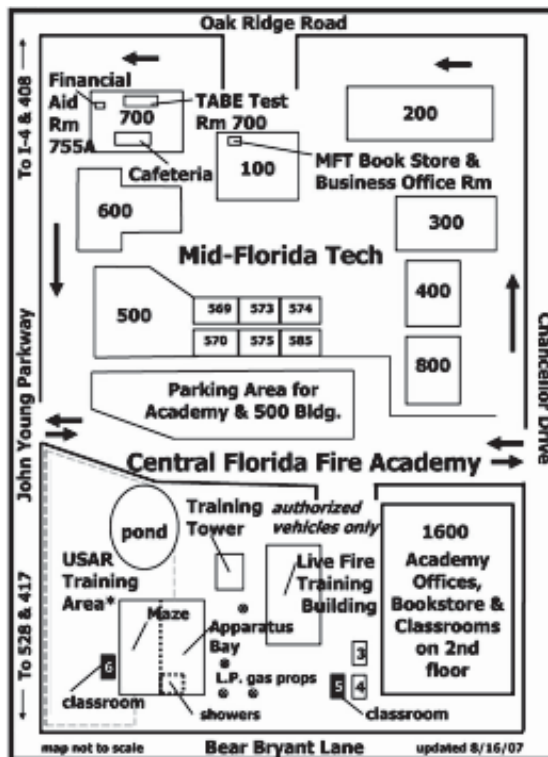 Oak Ridge Road
To I-4 & 408
Financial
Aid
Rm
755A
700
TABE Test
Rm 700
Cafeteria
100
MFT Book Store &
Business Office Rm
200
600
300
Mid-Florida Tech
400
500
569 573 574
570 575 585
800
John Young Parkway
Chancellor Drive
Parking Area for
Academy & 500 Bldg.
Central Florida Fire Academy
pond
Training
Tower
authorized
vehicles only
1600
Academy
Offices,
Bookstore &
Classrooms
on 2nd
floor
USAR
Training
Area*
Maze
Live Fire
Training
Building
Apparatus
Bay
To 528 & 417
6
classroom
L.P. gas props
showers
3
5
4
classroom
map not to scale
Bear Bryant Lane
updated 8/16/07